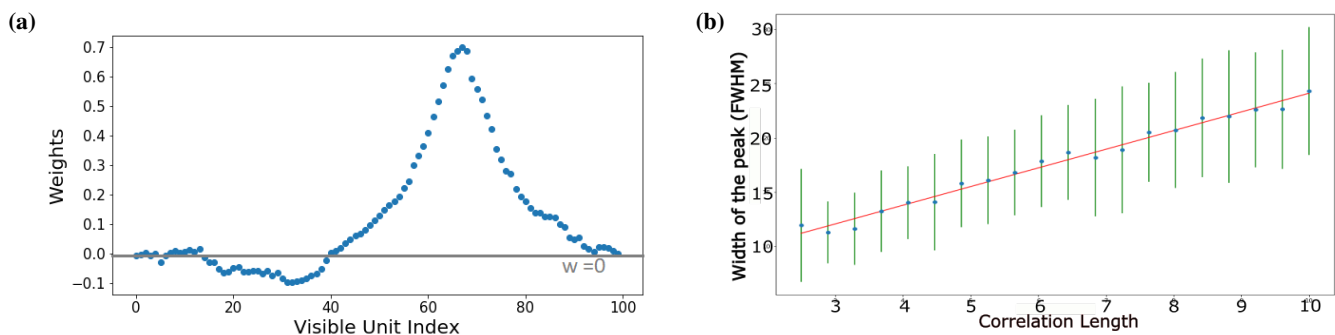 (a)
0.7
0.6
0.5
0.4
0.3
0.2
0.1
0.0
−0.1
Weights
w =0
0 20 40 60 80 100
Visible Unit Index
(b)
30
25
20
15
10
Width of the peak (FWHM)
3 4 5 6 7 8 9 10
Correlation Length